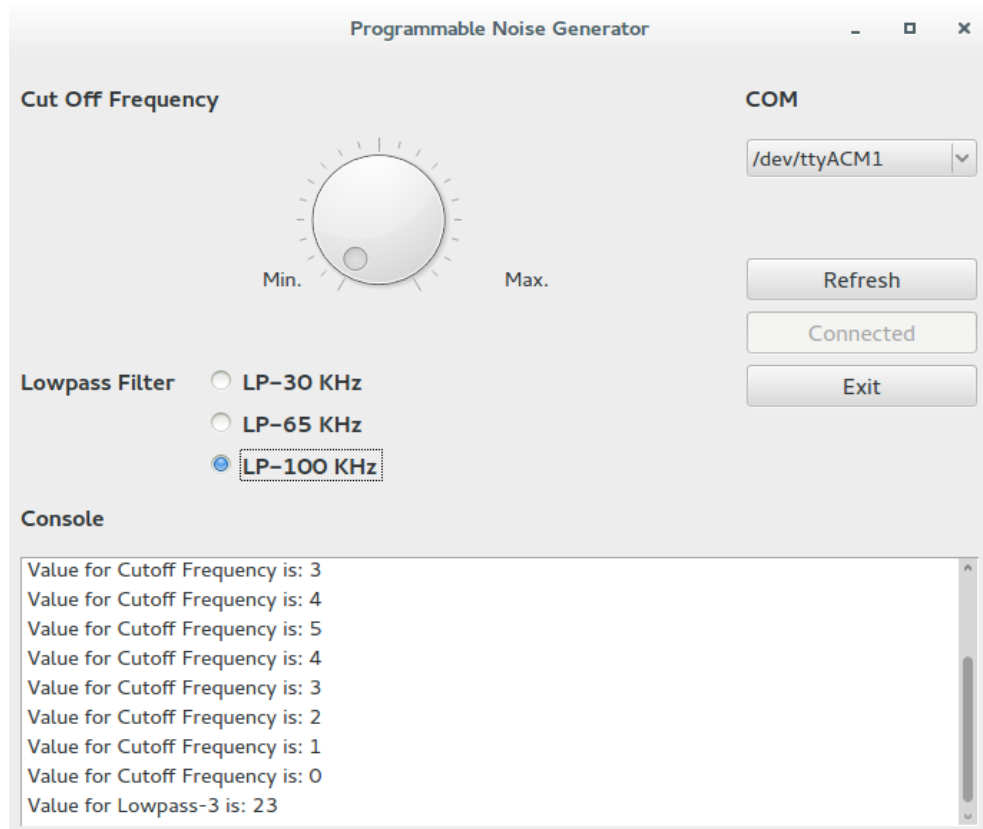 Programmable Noise Generator
Cut Off Frequency
COM
/dev/ttyACM1
Min.
Max.
Refresh
Connected
Exit
Lowpass Filter
LP-30 KHz
LP-65 KHz
LP-100 KHz
Console
Value for Cutoff Frequency is: 3
Value for Cutoff Frequency is: 4
Value for Cutoff Frequency is: 5
Value for Cutoff Frequency is: 4
Value for Cutoff Frequency is: 3
Value for Cutoff Frequency is: 2
Value for Cutoff Frequency is: 1
Value for Cutoff Frequency is: 0
Value for Lowpass-3 is: 23